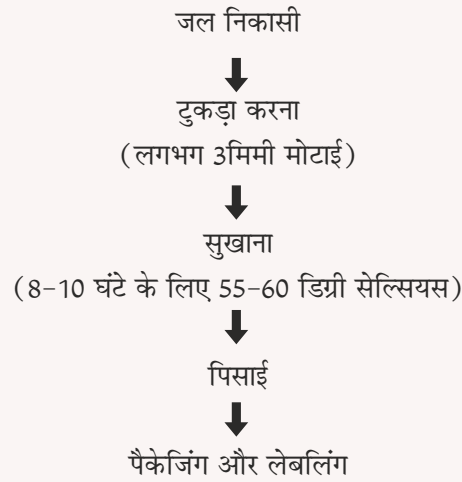 जल निकासी
टुकड़ा करना
(लगभग 3मिमी मोटाई)
सुखाना
(8-10 घंटे के लिए 55-60 डिग्री सेल्सियस)
पिसाई
पैकेजिंग और लेबलिंग